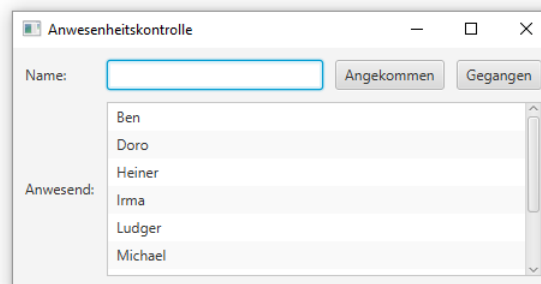 Anwesenheitskontrolle
Name: Angekommen Gegangen
Anwesend:
Ben
Doro
Heiner
Irma
Ludger
Michael